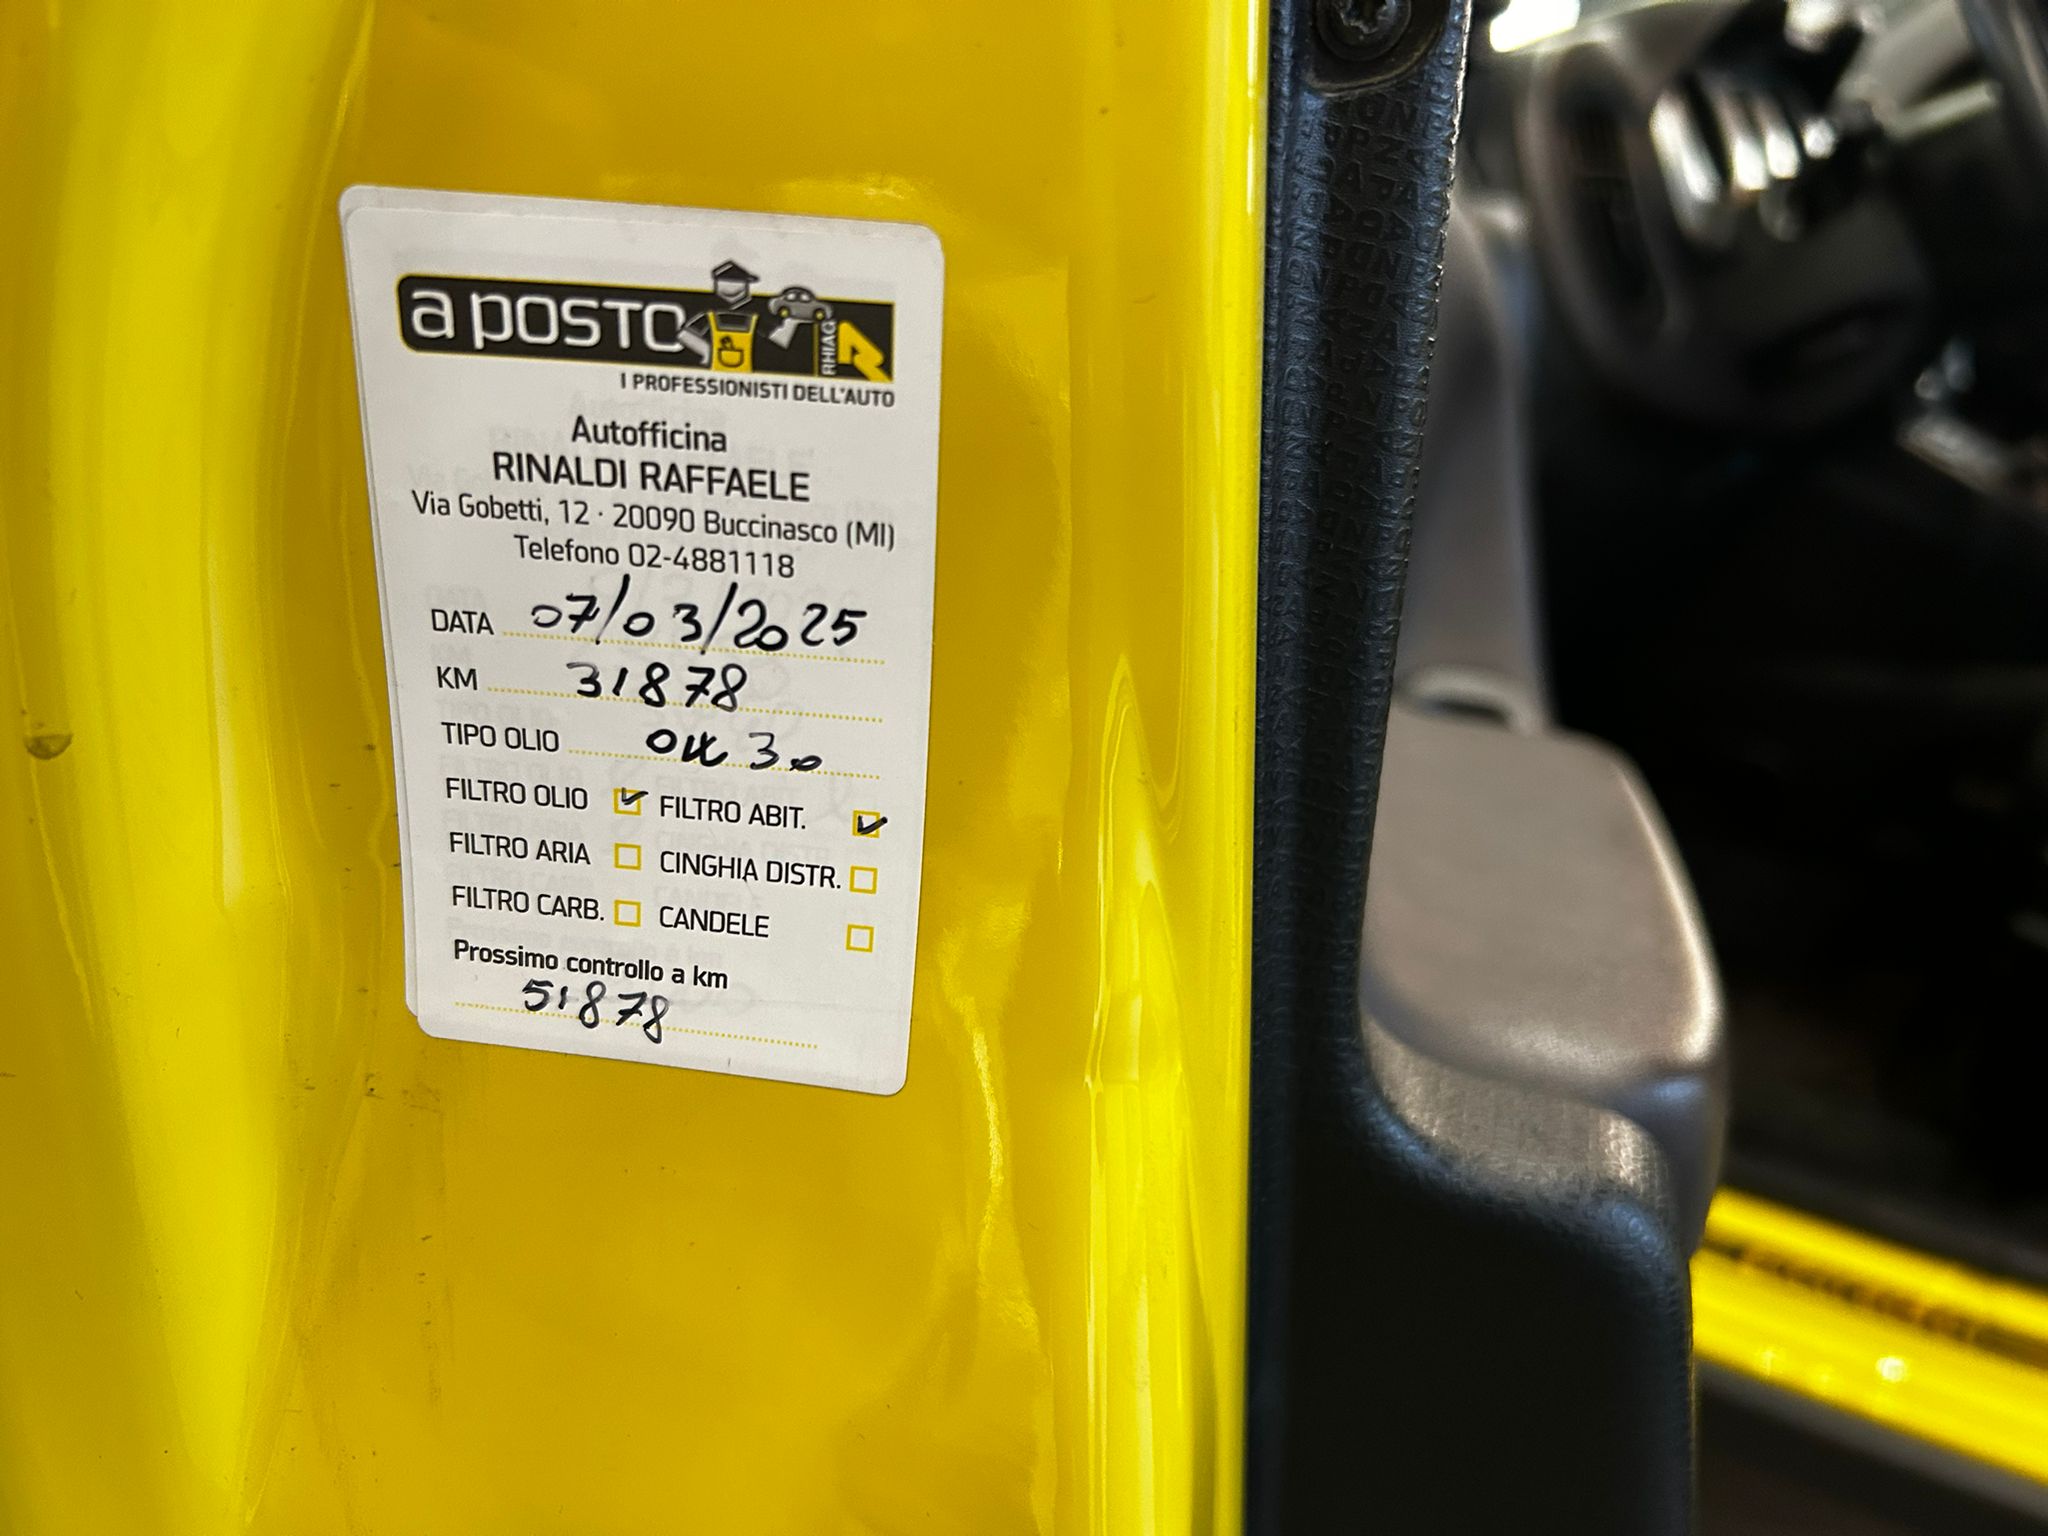 a posto
RHIAG
I PROFESSIONISTI DELL'AUTO
Autofficina
RINALDI RAFFAELE
Via Gobetti, 12 · 20090 Buccinasco (MI)
Telefono 02-4881118
DATA 07/03/2025
KM 31878
TIPO OLIO 0W30
FILTRO OLIO FILTRO ABIT.
FILTRO ARIA CINGHIA DISTR.
FILTRO CARB. CANDELE
Prossimo controllo a km
51878